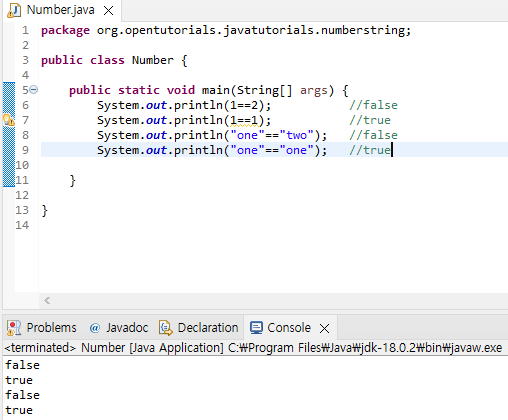 Number.java
1 package org.opentutorials.javatutorials.numberstring;
2
3 public class Number {
4
5 public static void main(String[] args) {
6 System.out.println(1==2); //false
7 System.out.println(1==1); //true
8 System.out.println("one"=="two"); //false
9 System.out.println("one"=="one"); //true
10
11 }
12
13 }
14
Problems @ Javadoc Declaration Console
<terminated> Number [Java Application] C:₩Program Files₩Java₩jdk-18.0.2₩bin₩javaw.exe
false
true
false
true